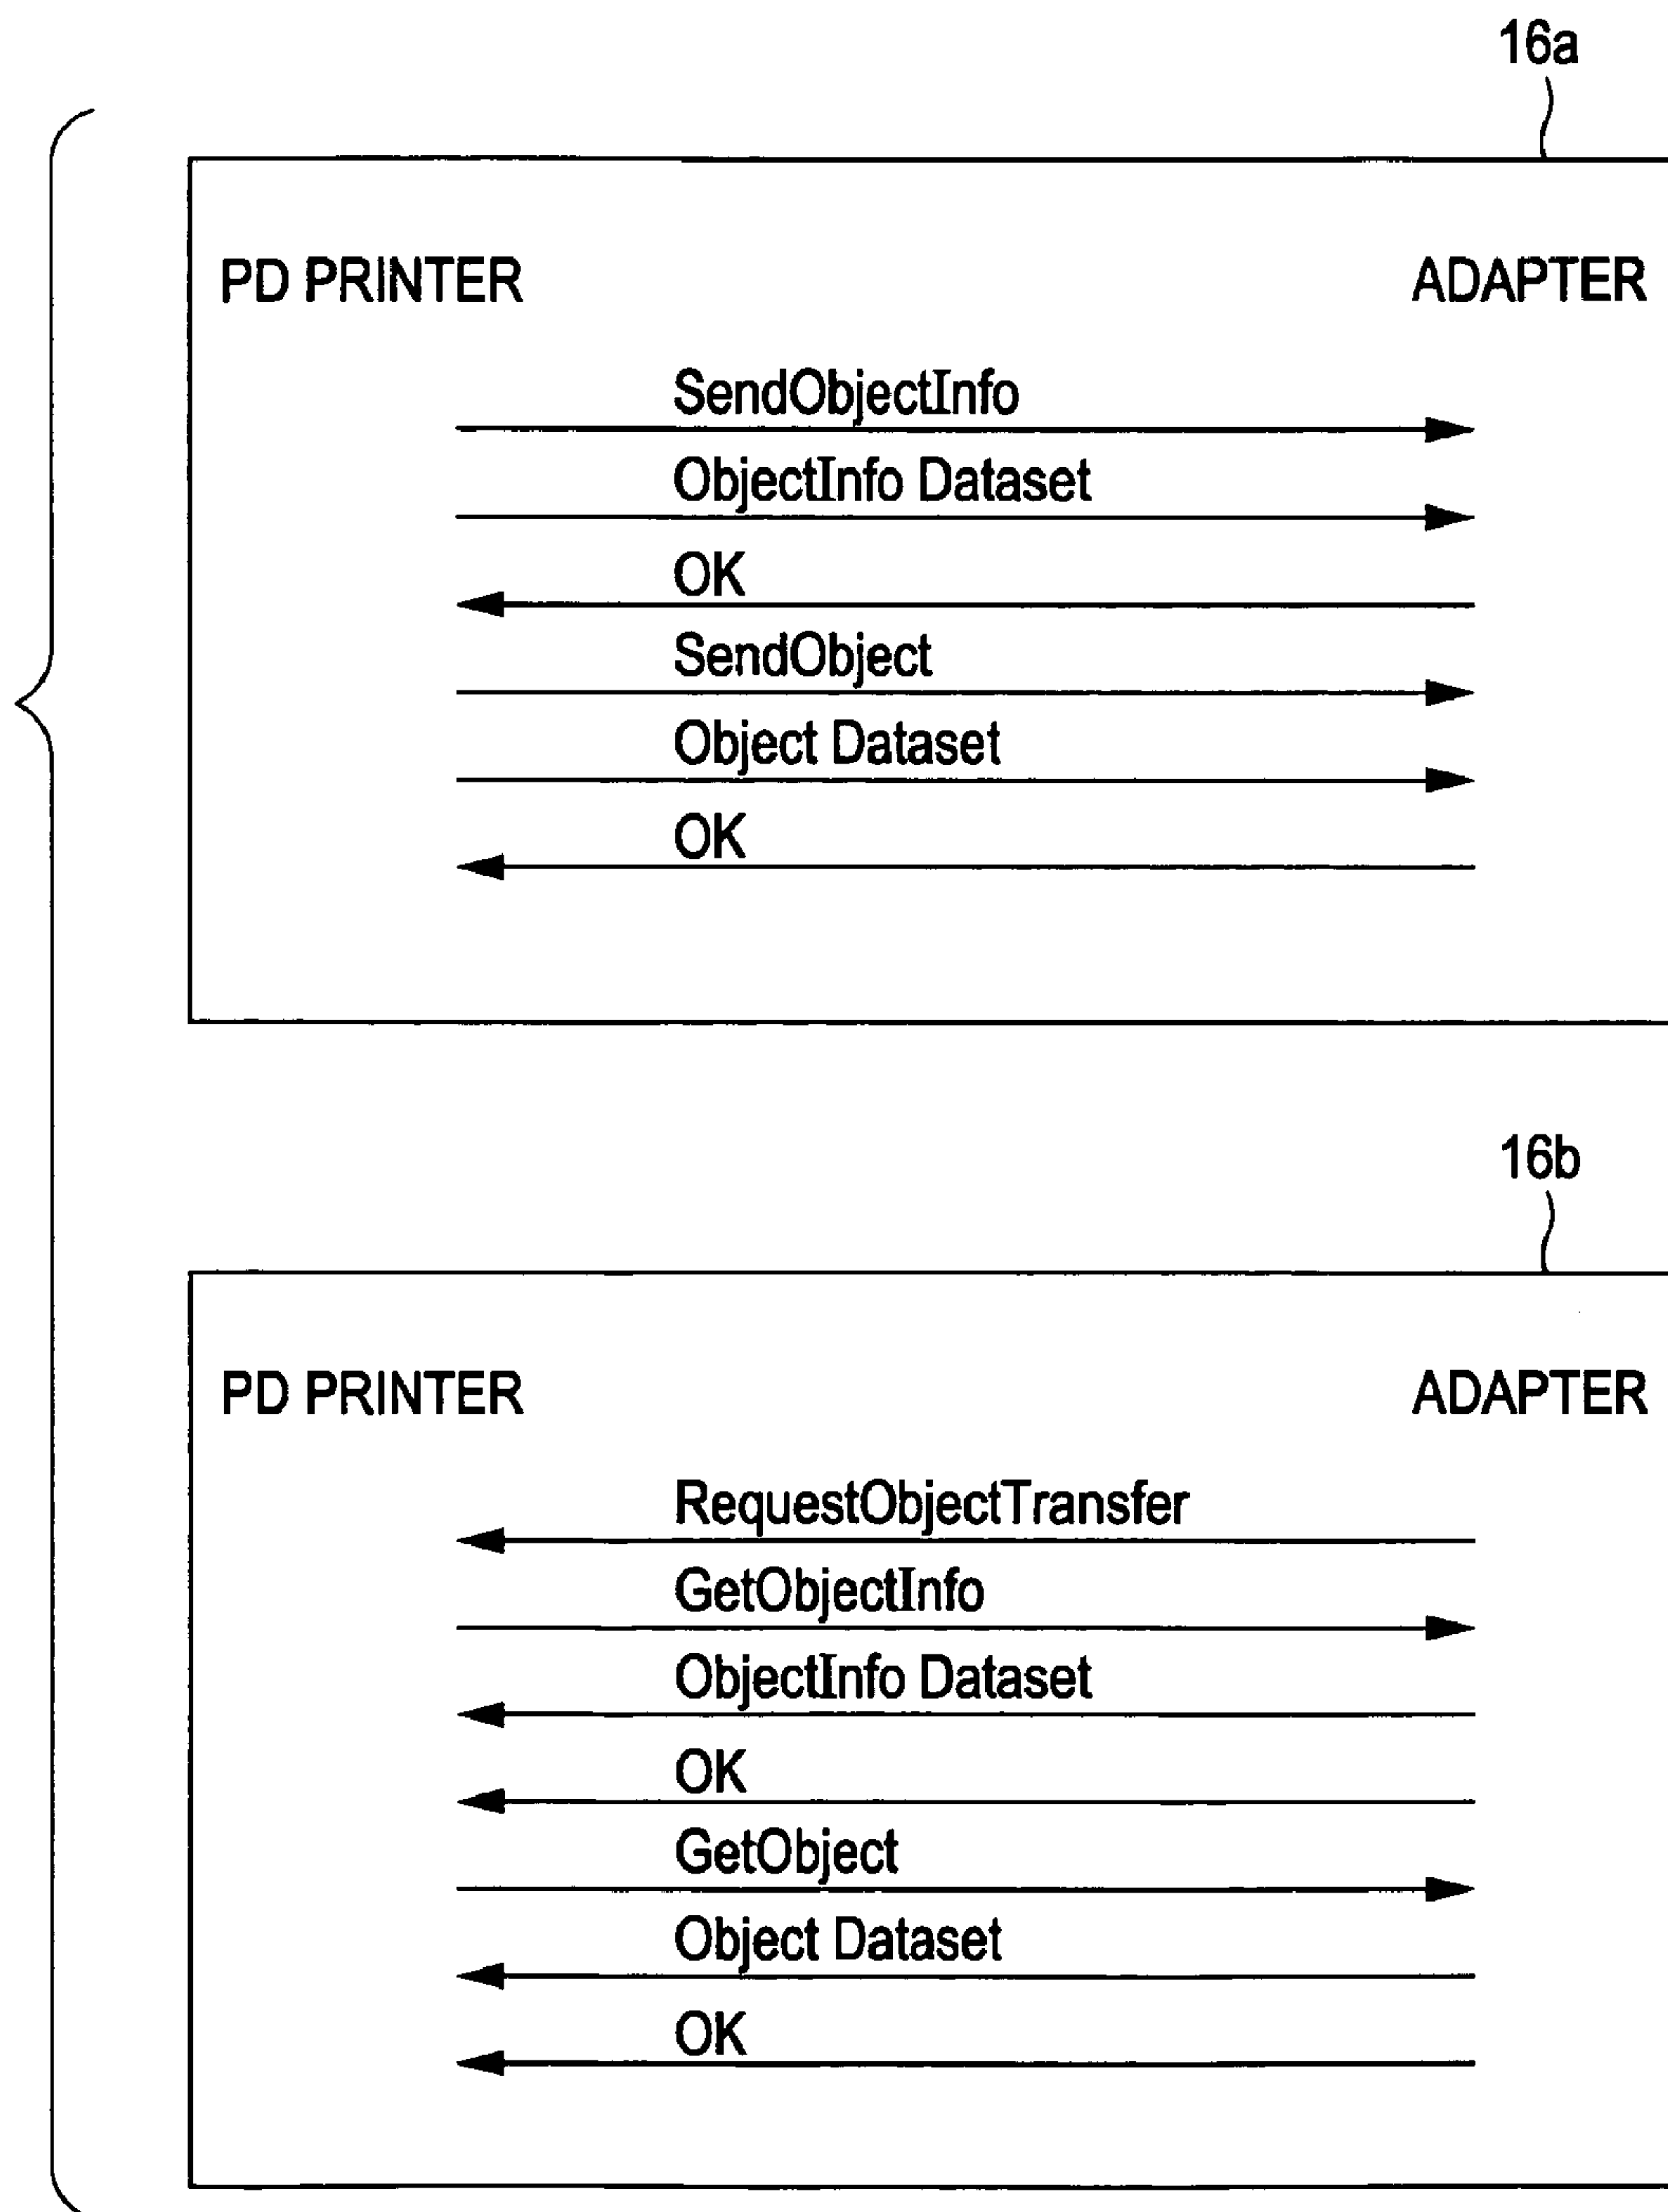 16a
PD PRINTER ADAPTER
SendObjectInfo
ObjectInfo Dataset
OK
SendObject
Object Dataset
OK
16b
PD PRINTER ADAPTER
RequestObjectTransfer
GetObjectInfo
ObjectInfo Dataset
OK
GetObject
Object Dataset
OK